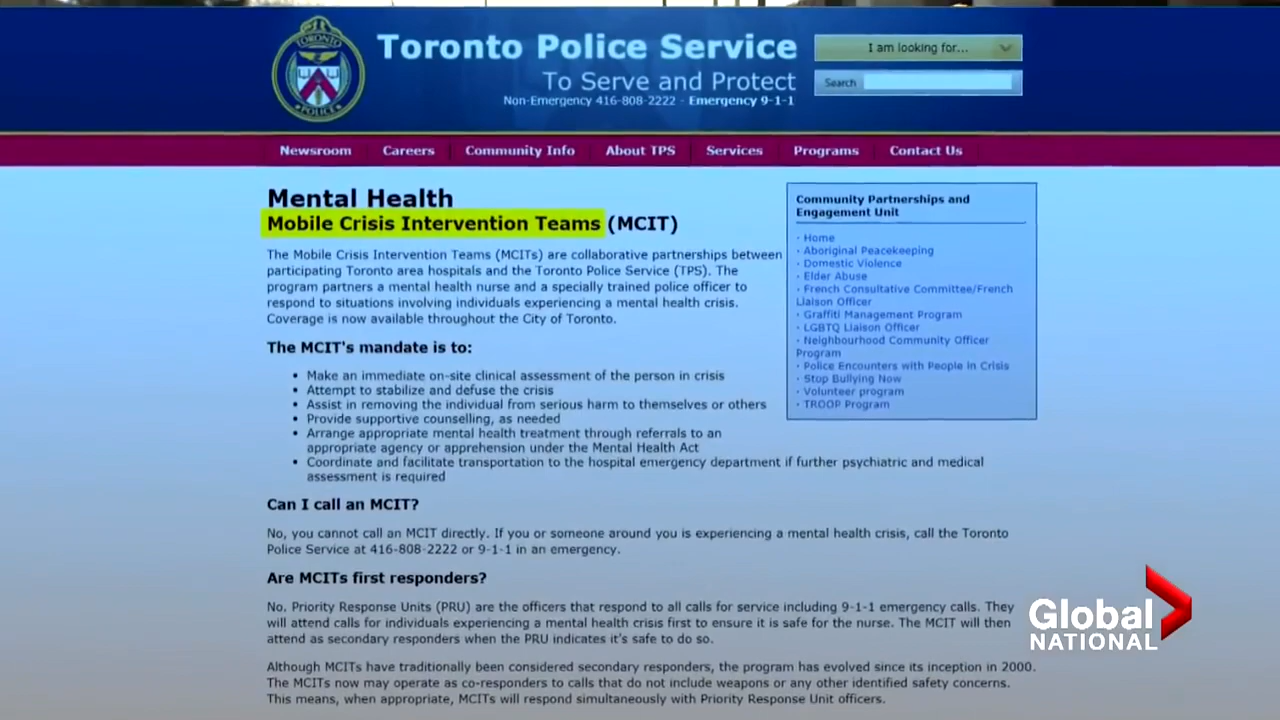 TORONTO
POLICE
Toronto Police Service
To Serve and Protect
Non-Emergency 416-808-2222 - Emergency 9-1-1
I am looking for...
Search
Newsroom Careers Community Info About TPS Services Programs Contact Us
Mental Health
Mobile Crisis Intervention Teams (MCIT)
The Mobile Crisis Intervention Teams (MCITs) are collaborative partnerships between
participating Toronto area hospitals and the Toronto Police Service (TPS). The
program partners a mental health nurse and a specially trained police officer to
respond to situations involving individuals experiencing a mental health crisis.
Coverage is now available throughout the City of Toronto.
The MCIT's mandate is to:
• Make an immediate on-site clinical assessment of the person in crisis
• Attempt to stabilize and defuse the crisis
• Assist in removing the individual from serious harm to themselves or others
• Provide supportive counselling, as needed
• Arrange appropriate mental health treatment through referrals to an
appropriate agency or apprehension under the Mental Health Act
• Coordinate and facilitate transportation to the hospital emergency department if further psychiatric and medical
assessment is required
Can I call an MCIT?
No, you cannot call an MCIT directly. If you or someone around you is experiencing a mental health crisis, call the Toronto
Police Service at 416-808-2222 or 9-1-1 in an emergency.
Are MCITs first responders?
No. Priority Response Units (PRU) are the officers that respond to all calls for service including 9-1-1 emergency calls. They
will attend calls for individuals experiencing a mental health crisis first to ensure it is safe for the nurse. The MCIT will then
attend as secondary responders when the PRU indicates it's safe to do so.
Although MCITs have traditionally been considered secondary responders, the program has evolved since its inception in 2000.
The MCITs now may operate as co-responders to calls that do not include weapons or any other identified safety concerns.
This means, when appropriate, MCITs will respond simultaneously with Priority Response Unit officers.
Community Partnerships and
Engagement Unit
· Home
· Aboriginal Peacekeeping
· Domestic Violence
· Elder Abuse
· French Consultative Committee/French
Liaison Officer
· Graffiti Management Program
· LGBTQ Liaison Officer
· Neighbourhood Community Officer
Program
· Police Encounters with People in Crisis
· Stop Bullying Now
· Volunteer program
· TROOP Program
Global
NATIONAL